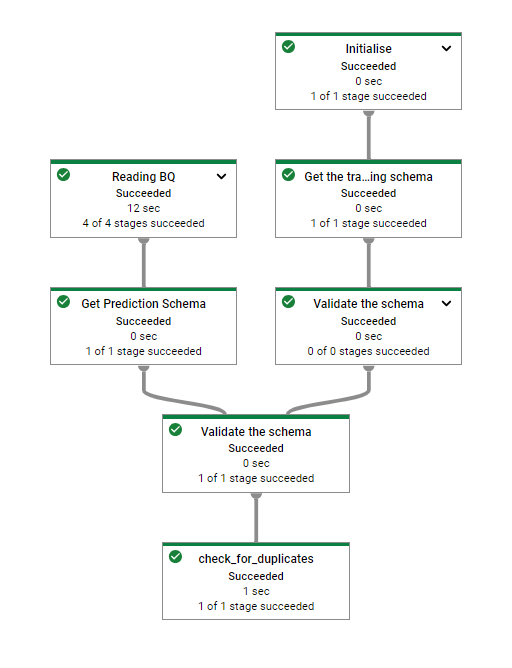 Initialise
Succeeded
0 sec
1 of 1 stage succeeded
Reading BQ
Succeeded
12 sec
4 of 4 stages succeeded
Get the tra...ing schema
Succeeded
0 sec
1 of 1 stage succeeded
Get Prediction Schema
Succeeded
0 sec
1 of 1 stage succeeded
Validate the schema
Succeeded
0 sec
0 of 0 stages succeeded
Validate the schema
Succeeded
0 sec
1 of 1 stage succeeded
check_for_duplicates
Succeeded
1 sec
1 of 1 stage succeeded